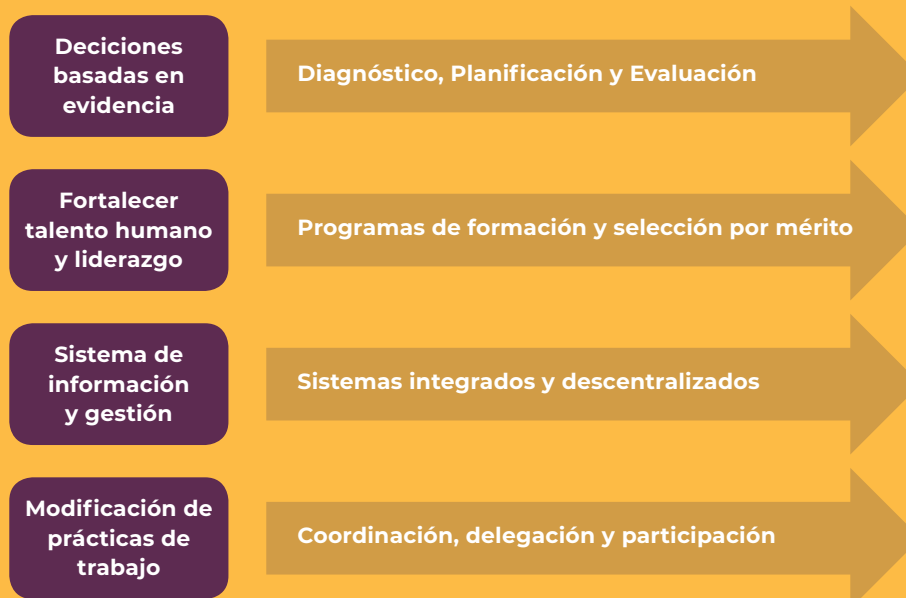 Deciciones
basadas en
evidencia
Diagnóstico, Planificación y Evaluación
Fortalecer
talento humano
y liderazgo
Programas de formación y selección por mérito
Sistema de
información
y gestión
Sistemas integrados y descentralizados
Modificación de
prácticas de
trabajo
Coordinación, delegación y participación